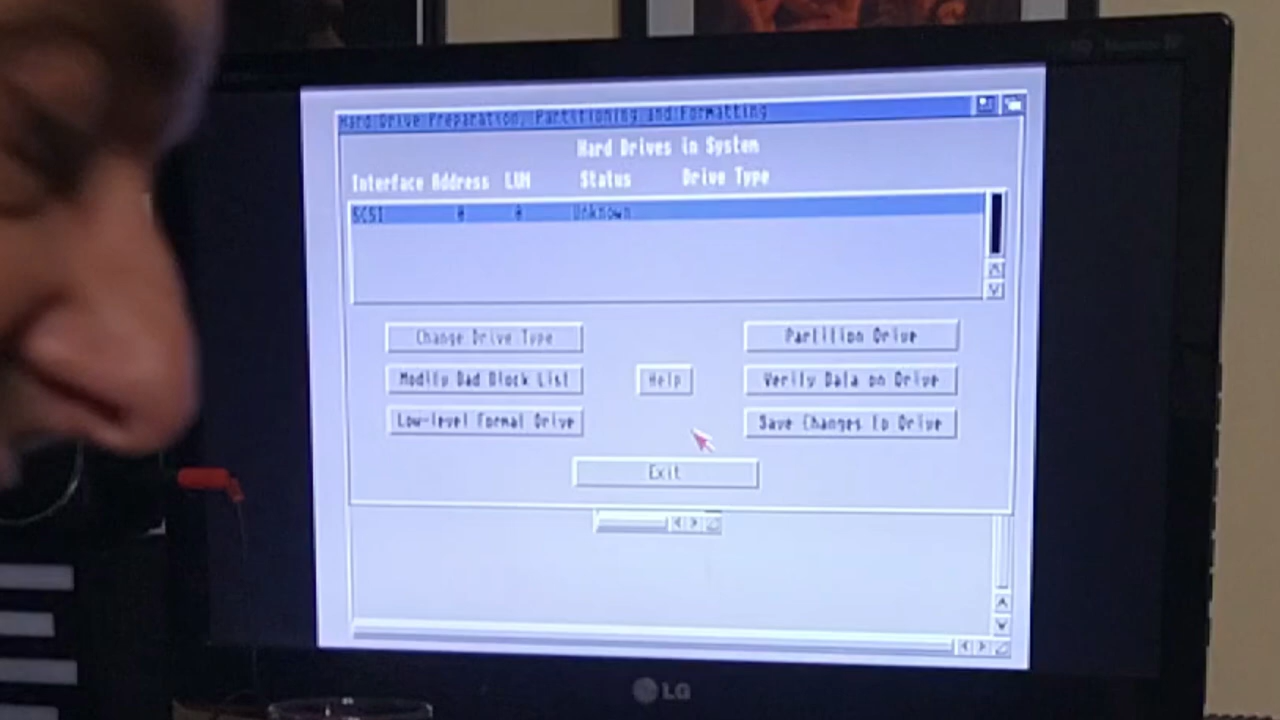 Hard Drive Preparation, Partitioning and Formatting
Hard Drives in System
Interface Address LUN Status Drive Type
SCSI 0 0 Unknown
Change Drive Type
Partition Drive
Modify Bad Block List
Help
Verify Data on Drive
Low-level Format Drive
Save Changes to Drive
Exit
LG